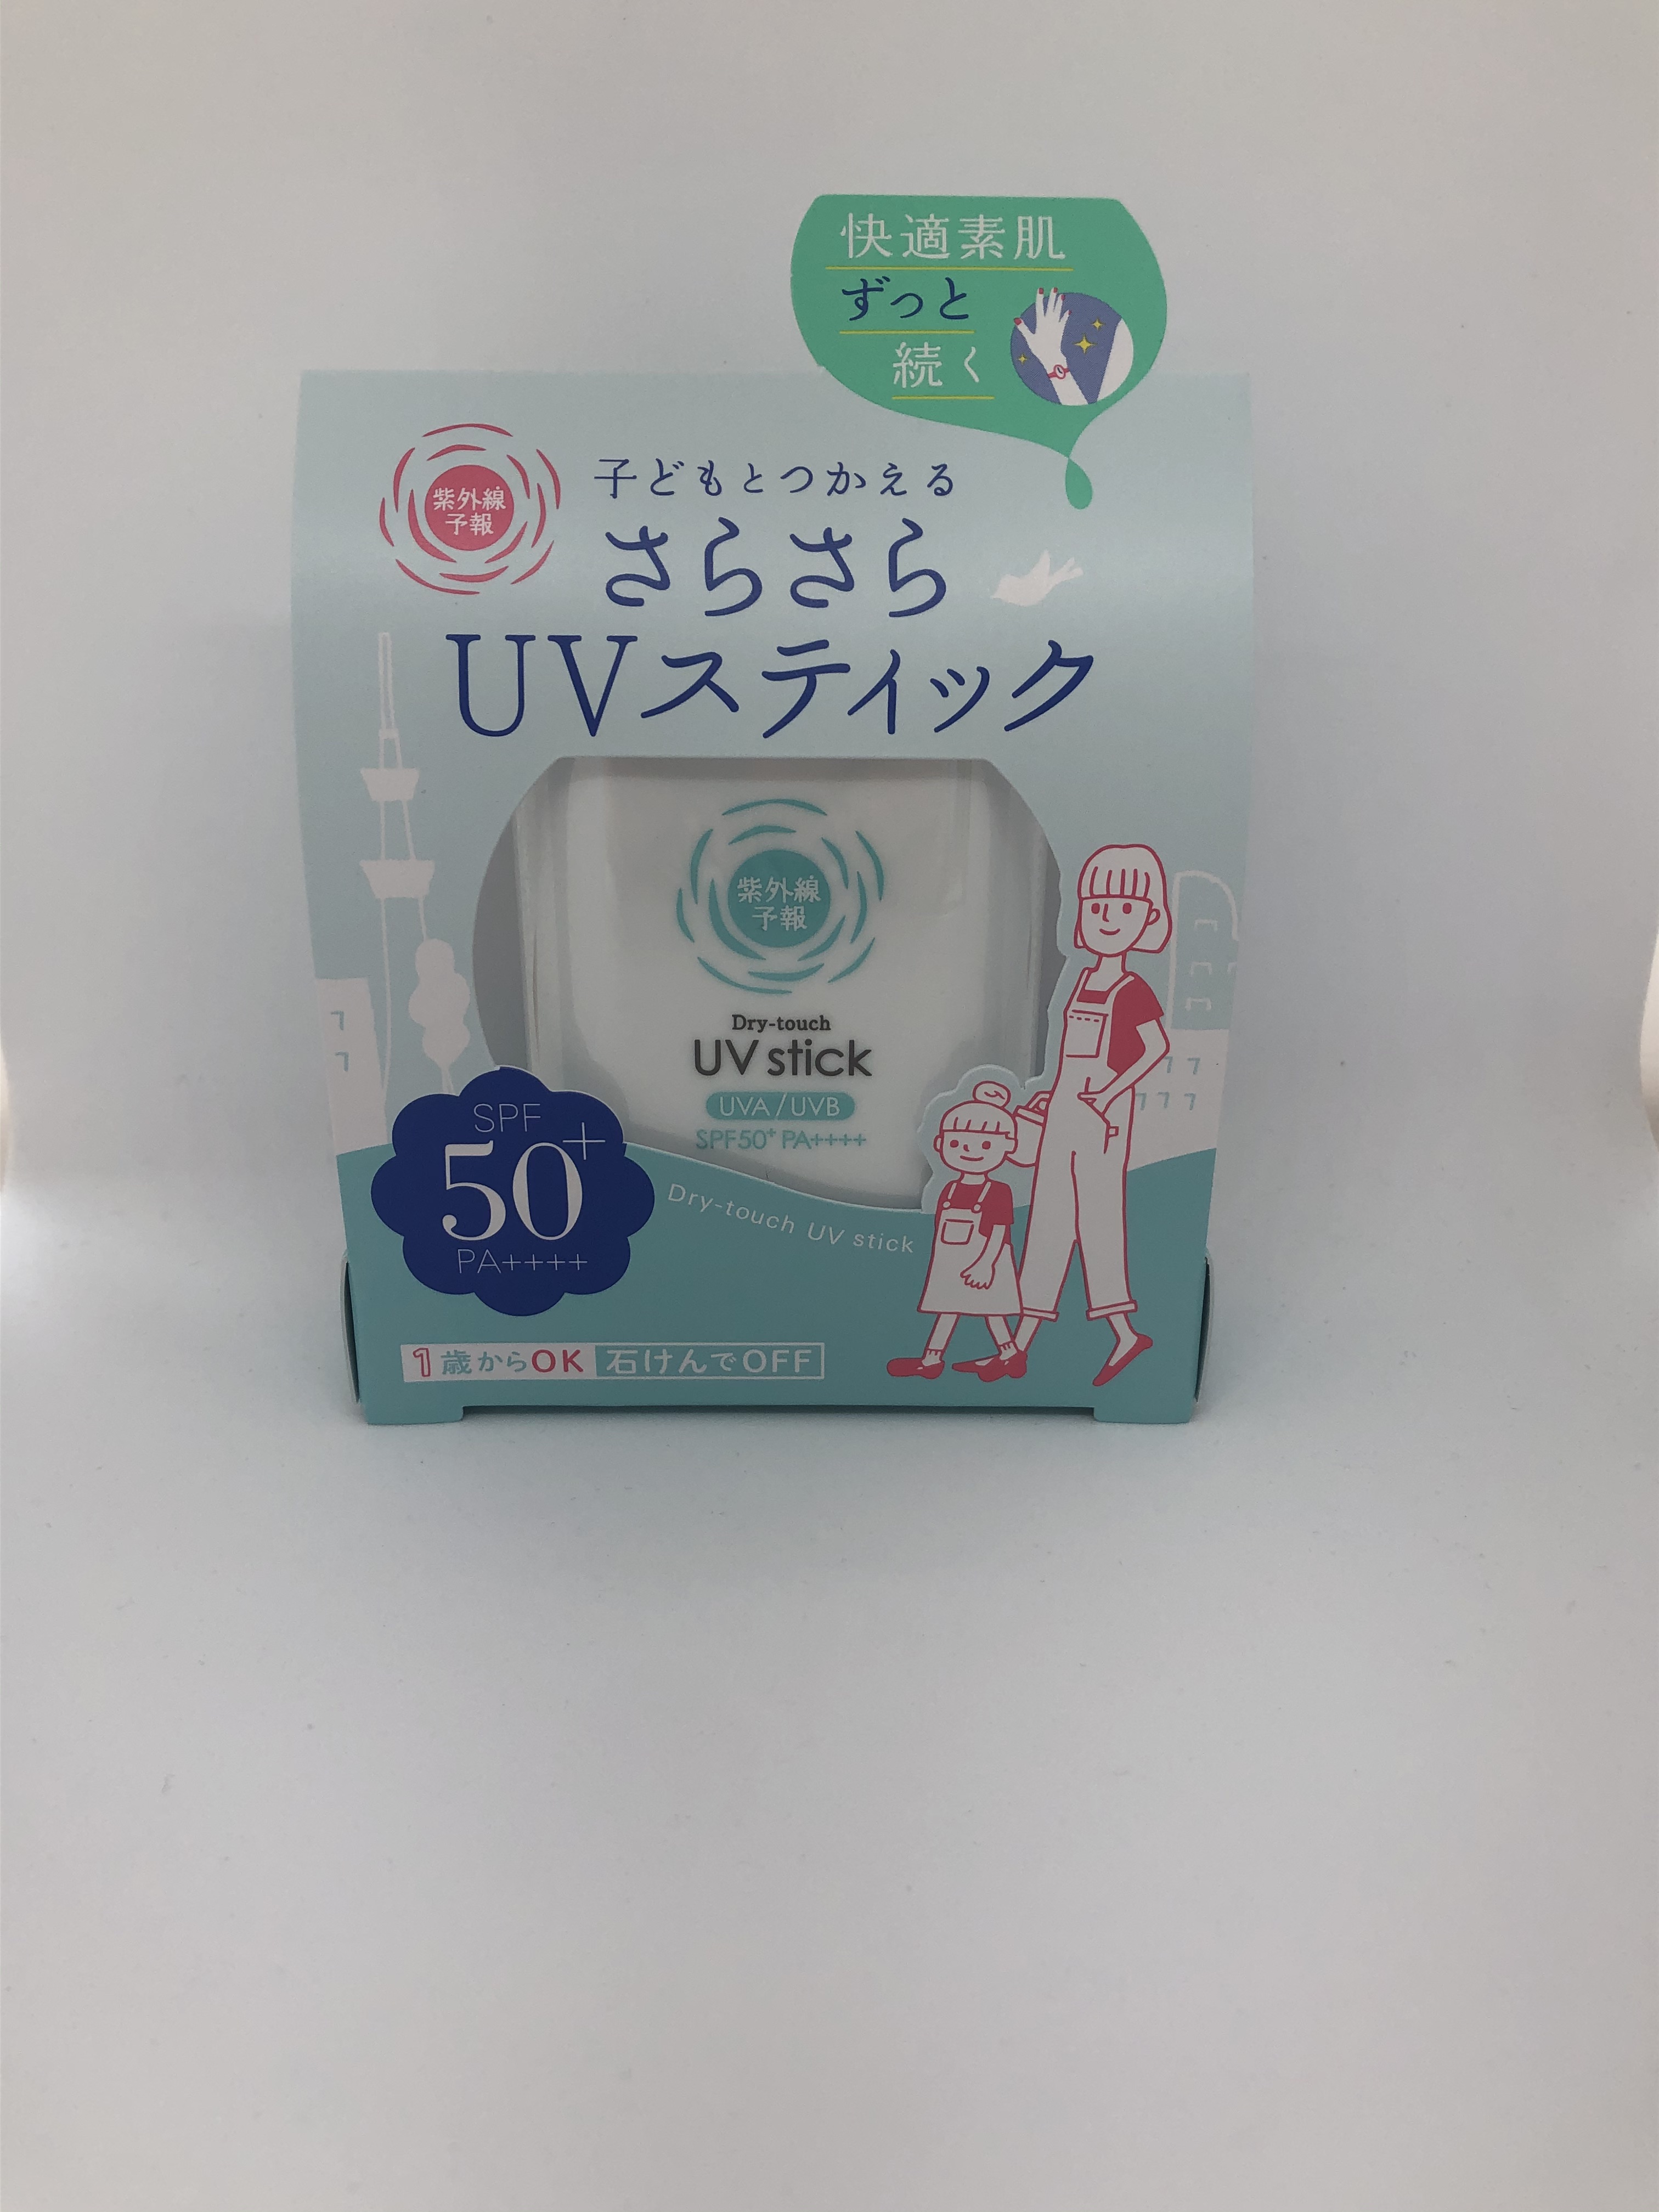 快適素肌
ずっと
続く
紫外線
予報
子どもとつかえる
さらさら
UVスティック
紫外線
予報
Dry-touch
UV stick
UVA/UVB
SPF50+ PA++++
SPF
50+
PA++++
Dry-touch UV stick
1歳からOK 石けんでOFF